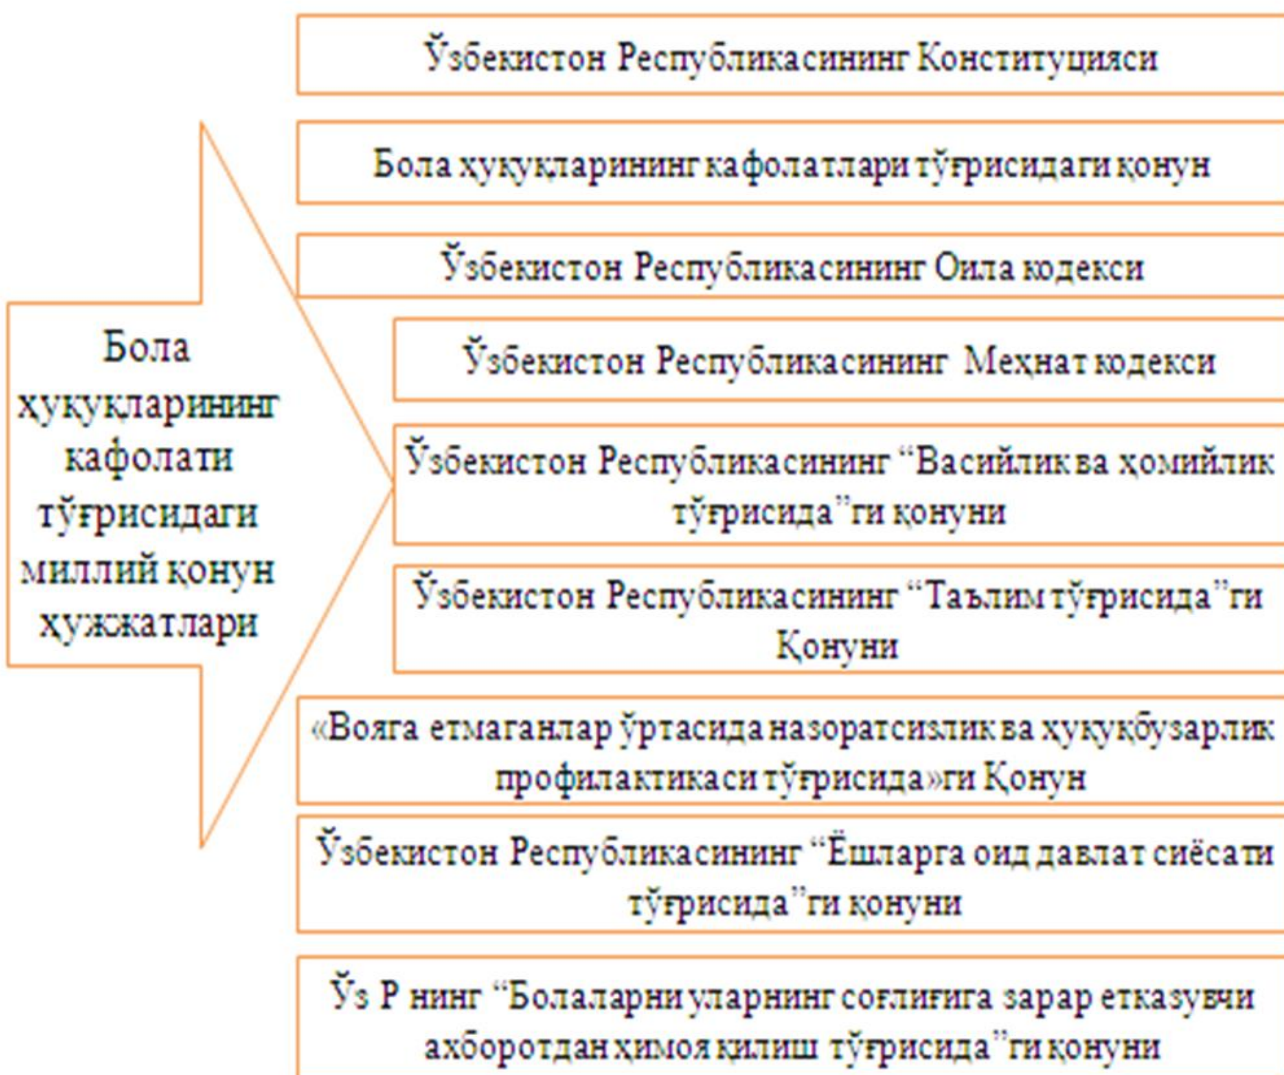 Ўзбекистон Республикасининг Конституцияси
Бола ҳуқуқларининг кафолатлари тўғрисидаги қонун
Ўзбекистон Республикасининг Оила кодекси
Бола
ҳуқуқларининг
кафолати
тўғрисидаги
миллий қонун
ҳужжатлари
Ўзбекистон Республикасининг Меҳнат кодекси
Ўзбекистон Республикасининг “Васийлик ва ҳомийлик
тўғрисида”ги қонуни
Ўзбекистон Республикасининг “Таълим тўғрисида”ги
Қонуни
«Вояга етмаганлар ўртасида назоратсизлик ва ҳуқуқбузарлик
профилактикаси тўғрисида»ги Қонун
Ўзбекистон Республикасининг “Ёшларга оид давлат сиёсати
тўғрисида”ги қонуни
Ўз Р нинг “Болаларни уларнинг соғлиғига зарар етказувчи
ахборотдан ҳимоя қилиш тўғрисида”ги қонуни